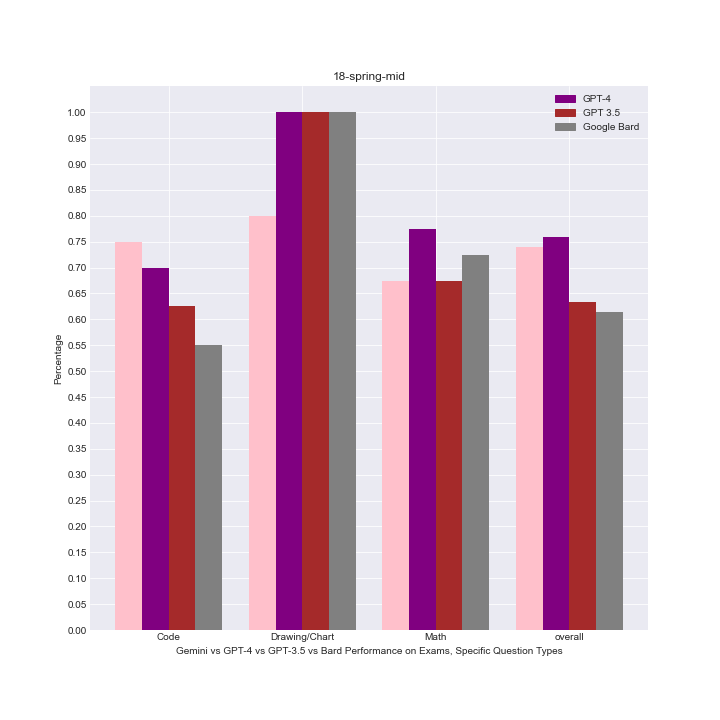 18-spring-mid
GPT-4
GPT 3.5
Google Bard
1.00
0.95
0.90
0.85
0.80
0.75
0.70
0.65
0.60
0.55
0.50
0.45
0.40
0.35
0.30
0.25
0.20
0.15
0.10
0.05
0.00
Percentage
Code
Drawing/Chart
Math
overall
Gemini vs GPT-4 vs GPT-3.5 vs Bard Performance on Exams, Specific Question Types